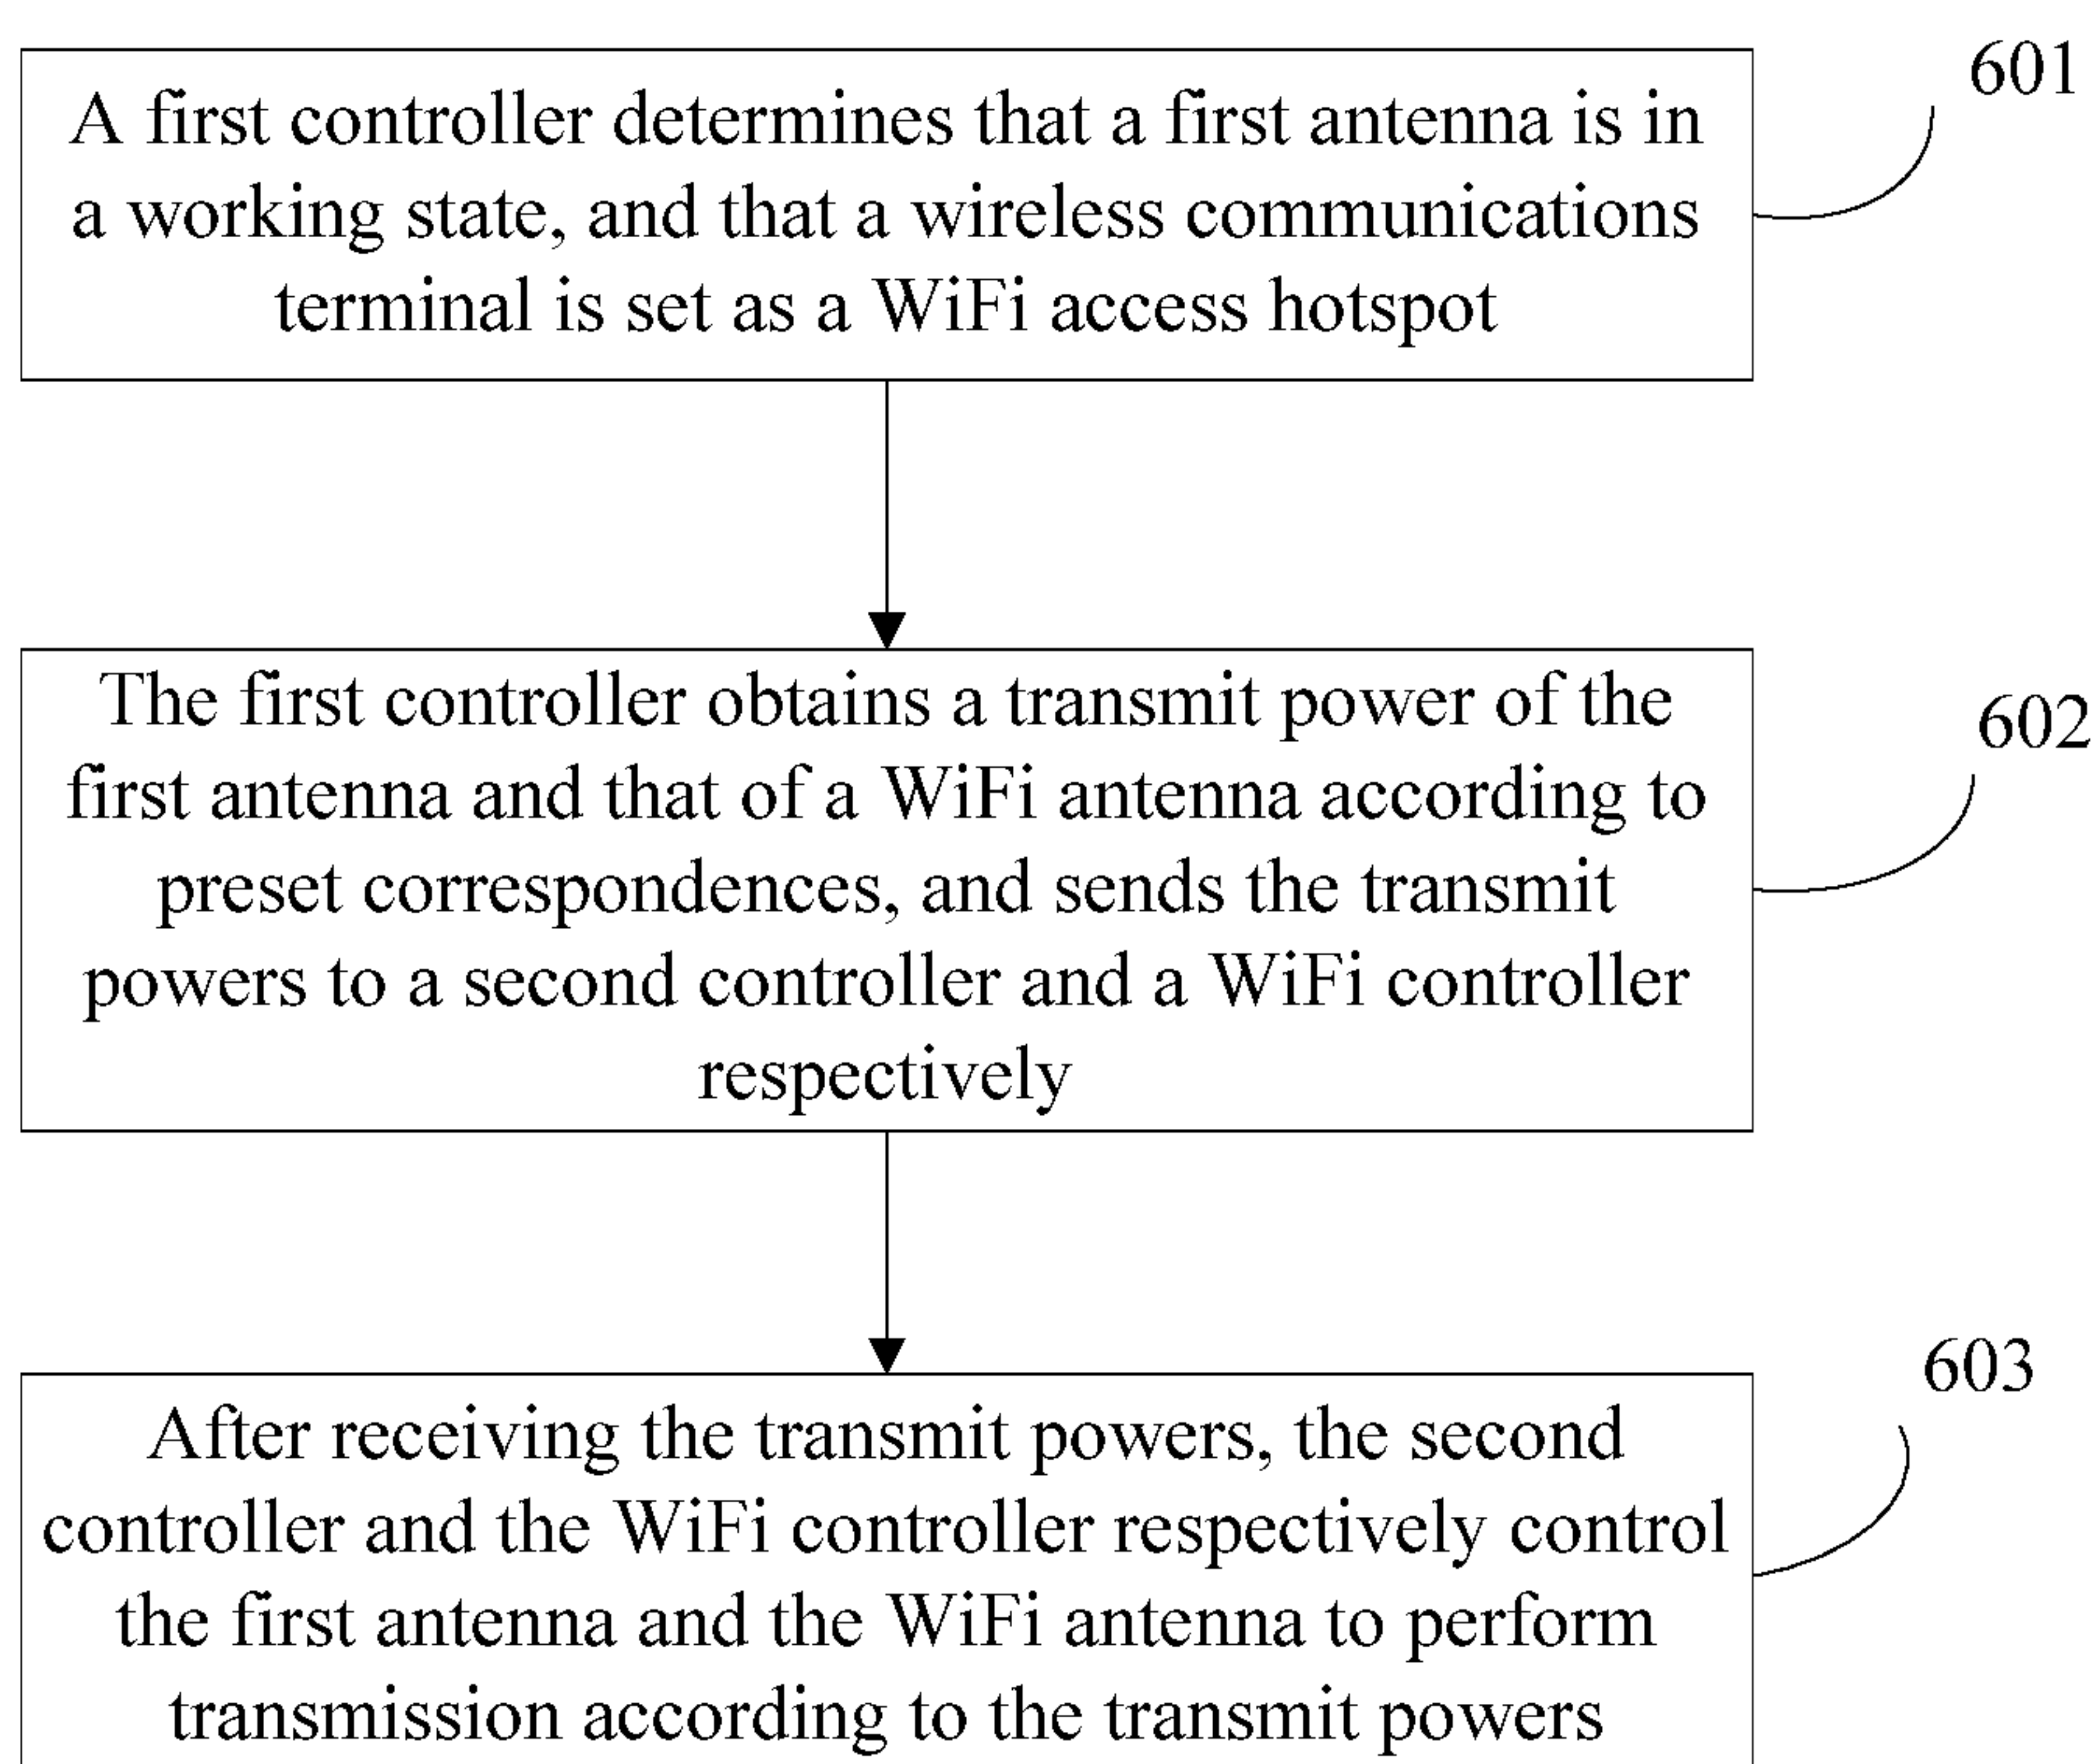 601
A first controller determines that a first antenna is in
a working state, and that a wireless communications
terminal is set as a WiFi access hotspot
602
The first controller obtains a transmit power of the
first antenna and that of a WiFi antenna according to
preset correspondences, and sends the transmit
powers to a second controller and a WiFi controller
respectively
603
After receiving the transmit powers, the second
controller and the WiFi controller respectively control
the first antenna and the WiFi antenna to perform
transmission according to the transmit powers